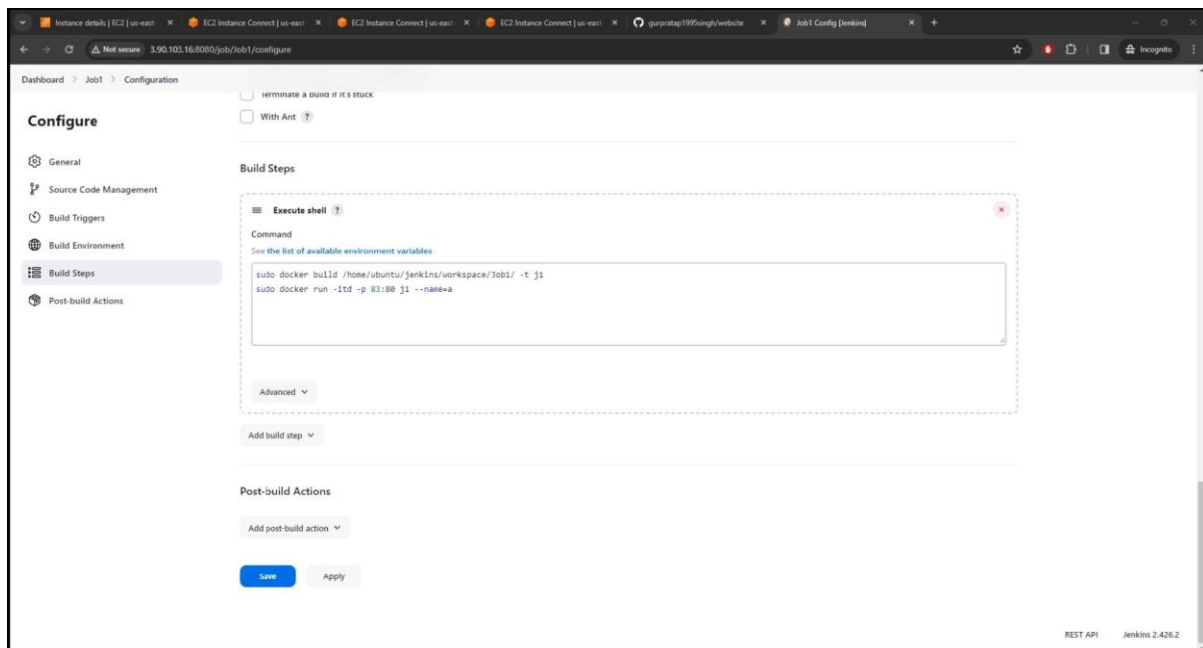 Instance details | EC2 | us-east-
EC2 Instance Connect | us-east-
EC2 Instance Connect | us-east-
EC2 Instance Connect | us-east-
gurpratap1995singh/website
Job1 Config [Jenkins]
Not secure 3.90.103.16:8080/job/Job1/configure
Incognito
Dashboard > Job1 > Configuration
Terminate a build if it's stuck
Configure
With Ant ?
General
Source Code Management
Build Triggers
Build Environment
Build Steps
Post-build Actions
Build Steps
Execute shell ?
Command
See the list of available environment variables
sudo docker build /home/ubuntu/jenkins/workspace/Job1/ -t j1
sudo docker run -itd -p 83:80 j1 --name=a
Advanced
Add build step
Post-build Actions
Add post-build action
Save
Apply
REST API
Jenkins 2.426.2